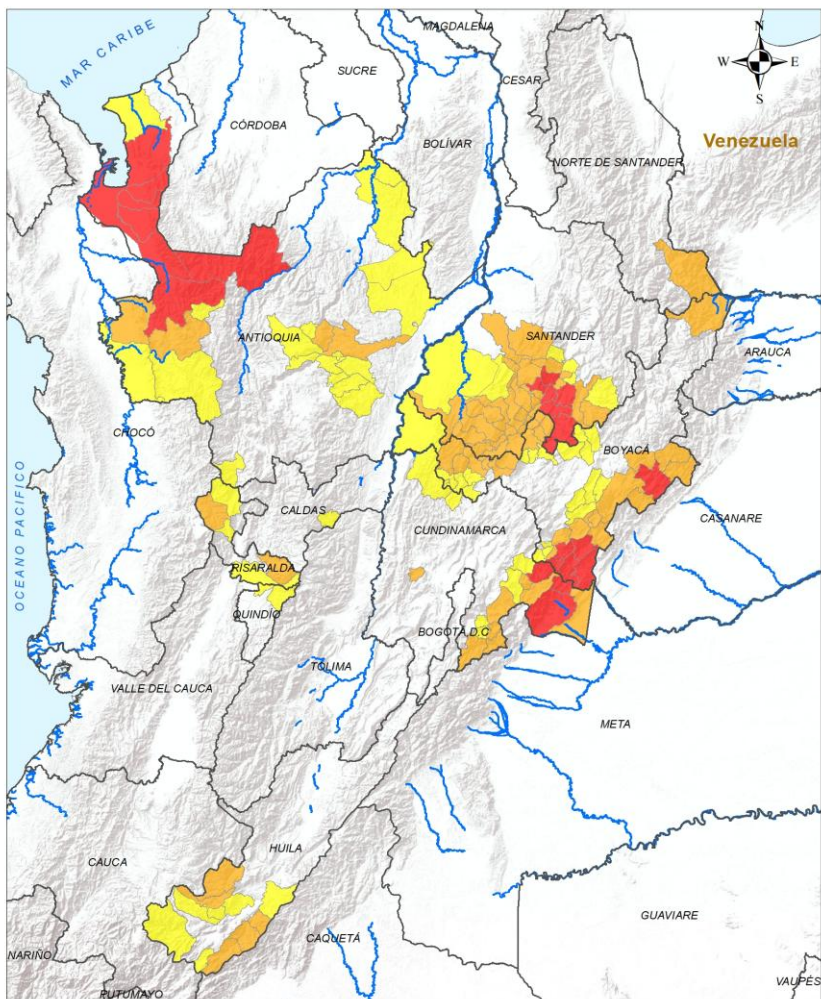 MAGDALENA
N
W
E
S
MAR CARIBE
SUCRE
CESAR
CÓRDOBA
BOLÍVAR
Venezuela
NORTE DE SANTANDER
ANTIOQUIA
SANTANDER
ARAUCA
CHOCÓ
BOYACÁ
OCEANO PACIFICO
CALDAS
CUNDINAMARCA
CASANARE
RISARALDA
QUINDÍO
BOGOTÁ D.C
TOLIMA
VALLE DEL CAUCA
META
HUILA
CAUCA
GUAVIARE
CAQUETÁ
NARIÑO
PUTUMAYO
VAUPÉS